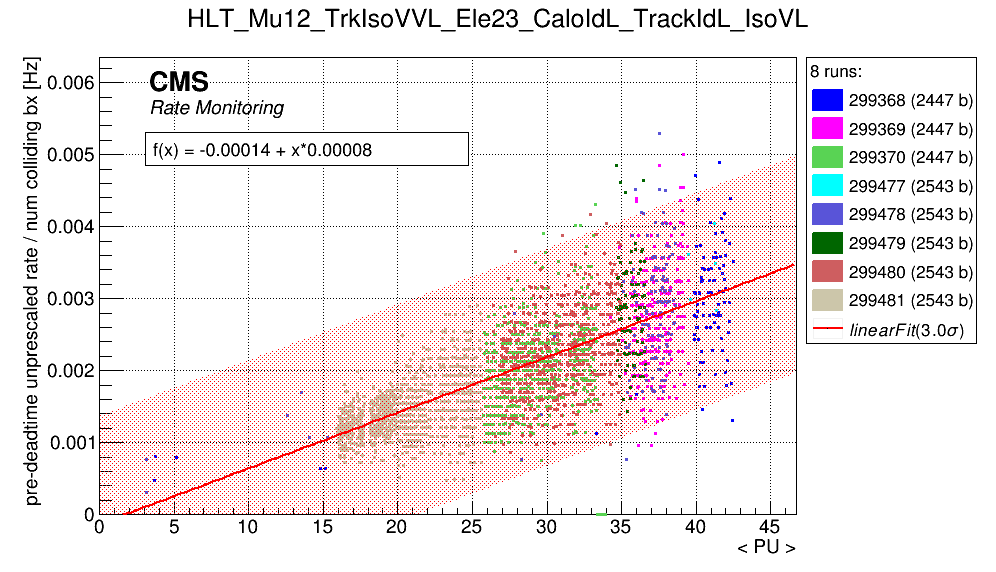 HLT_Mu12_TrkIsoVVL_Ele23_CaloIdL_TrackIdL_IsoVL
pre-deadtime unprescaled rate / num colliding bx [Hz]
0.006
0.005
0.004
0.003
0.002
0.001
0
CMS
Rate Monitoring
f(x) = -0.00014 + x*0.00008
0 5 10 15 20 25 30 35 40 45
< PU >
8 runs:
299368 (2447 b)
299369 (2447 b)
299370 (2447 b)
299477 (2543 b)
299478 (2543 b)
299479 (2543 b)
299480 (2543 b)
299481 (2543 b)
linearFit(3.0σ)